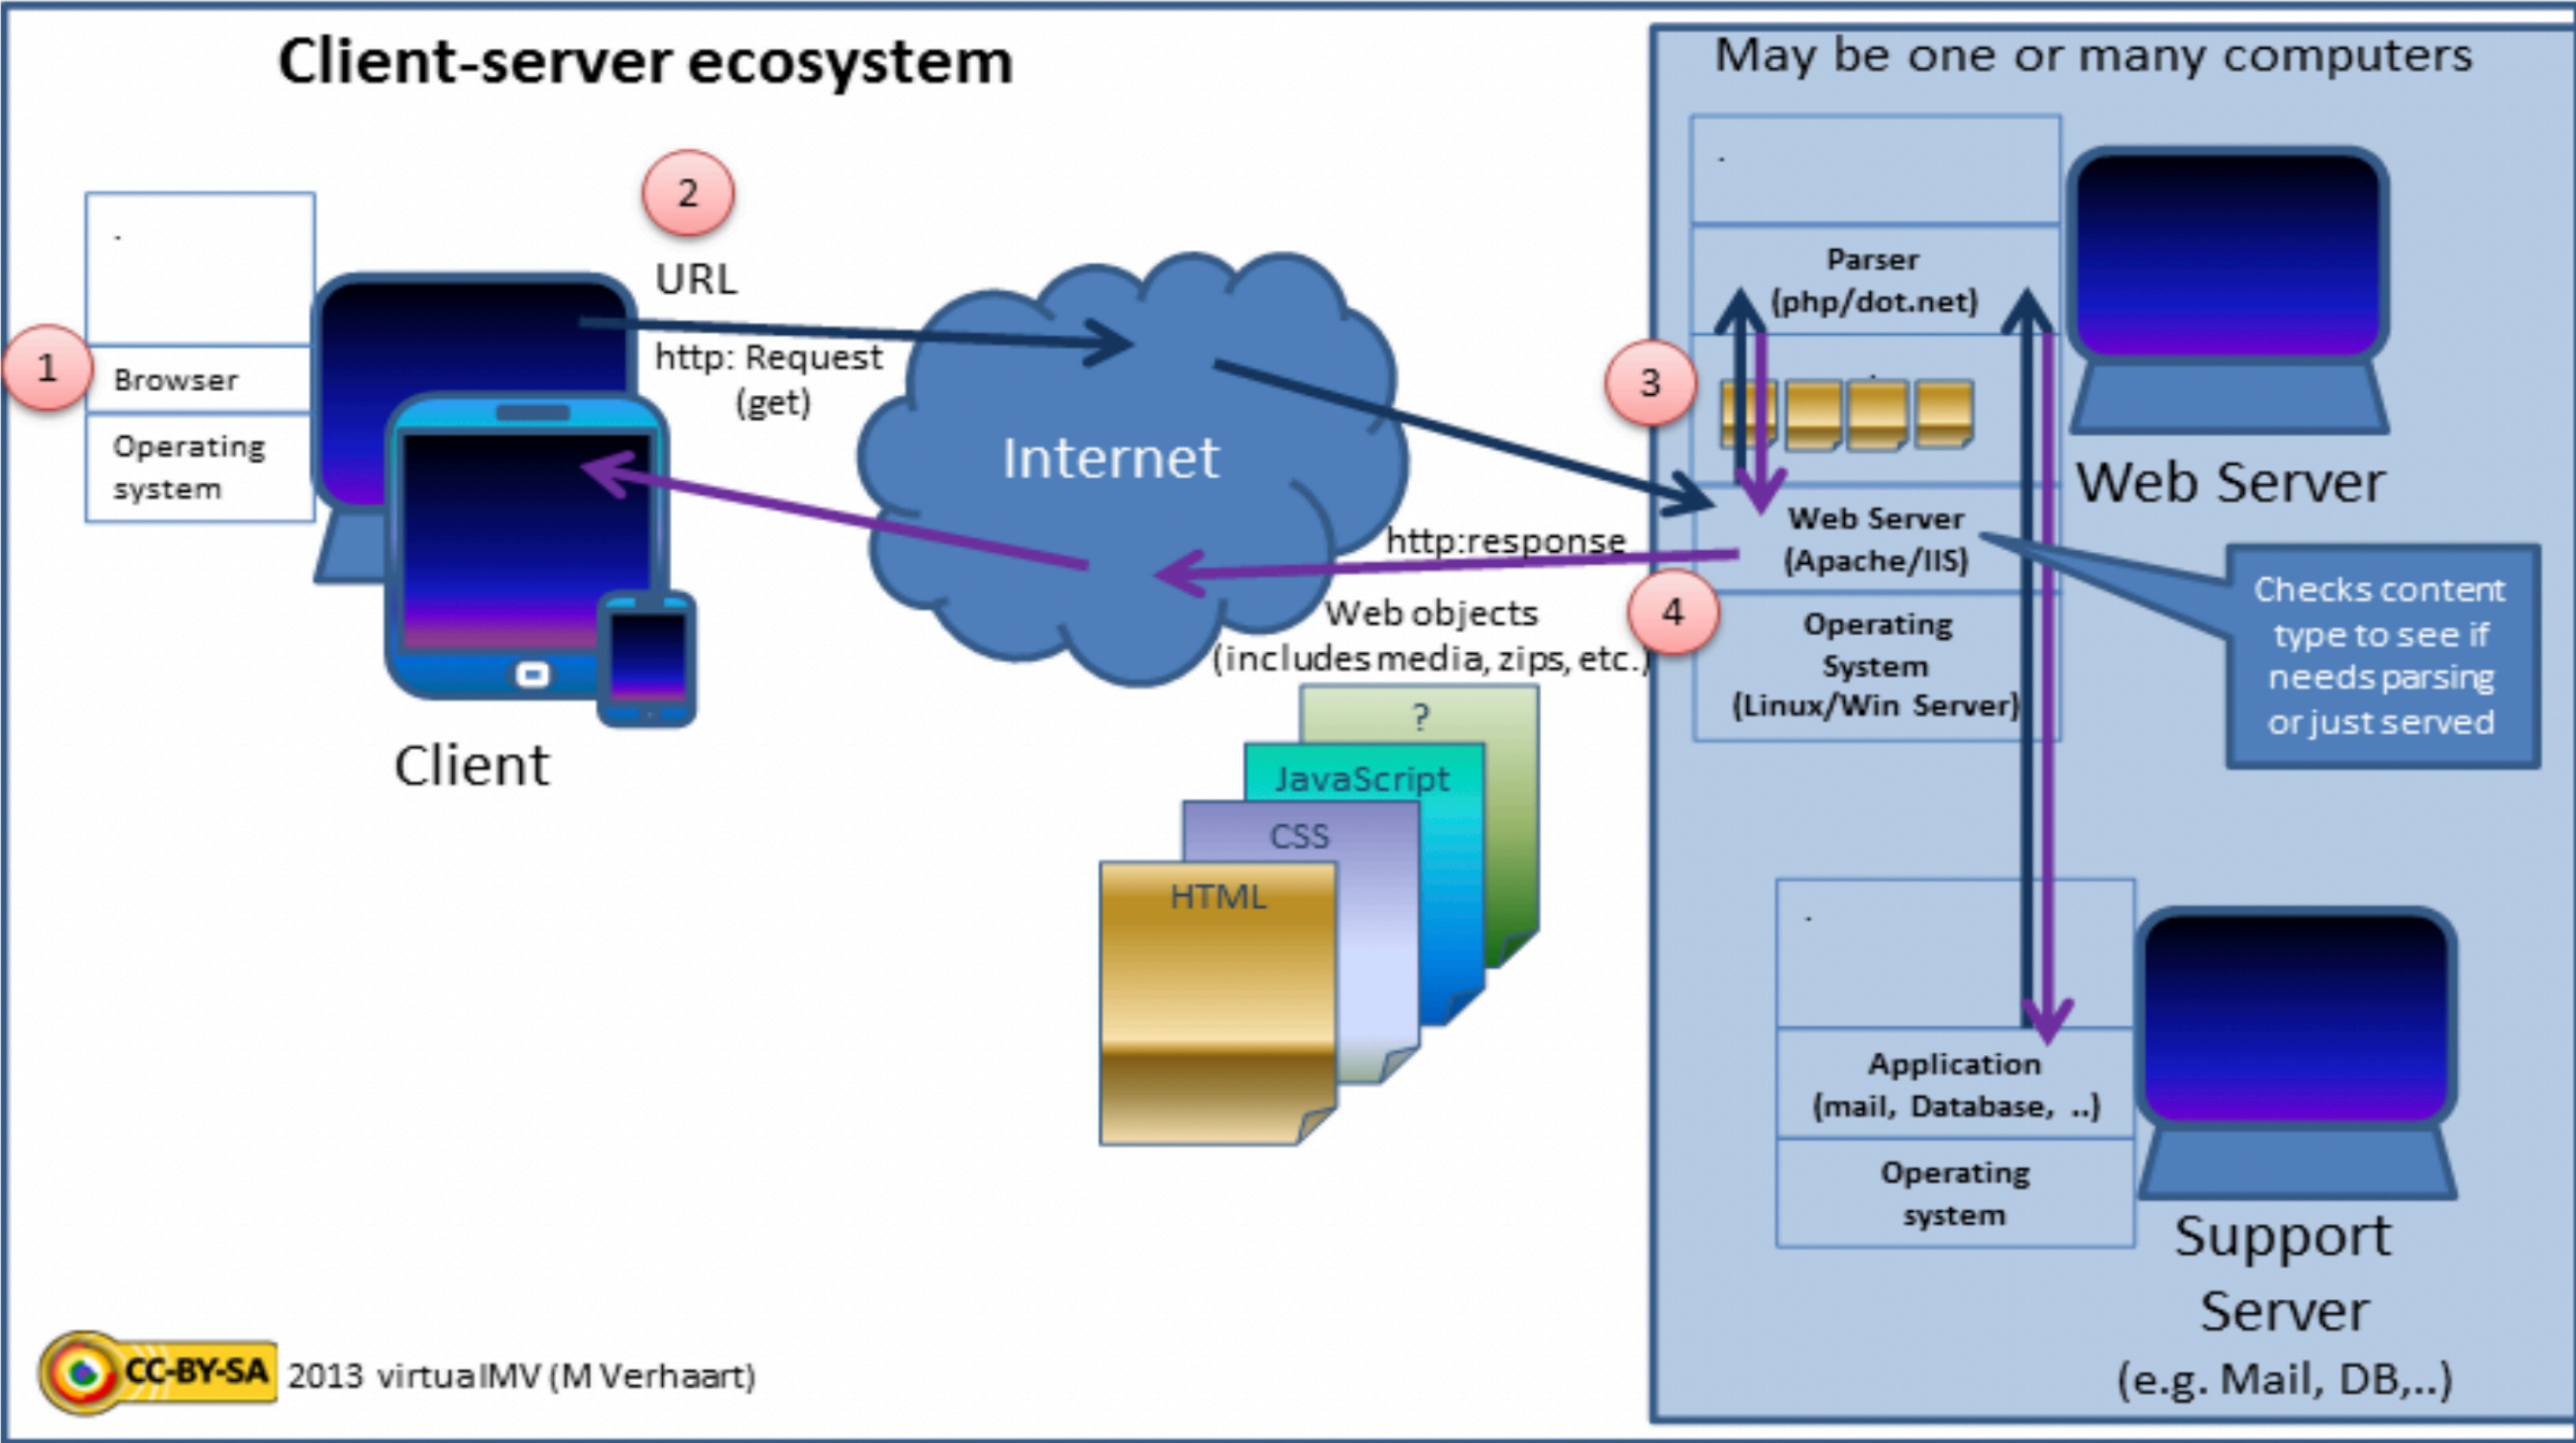 Client-server ecosystem
May be one or many computers
1
Browser
Operating
system
2
URL
http: Request
(get)
Client
Internet
http:response
Web objects
(includes media, zips, etc.)
?
JavaScript
CSS
HTML
3
4
Parser
(php/dot.net)
Web Server
(Apache/IIS)
Operating
System
(Linux/Win Server)
Web Server
Checks content
type to see if
needs parsing
or just served
Application
(mail, Database, ..)
Operating
system
Support
Server
(e.g. Mail, DB,..)
CC-BY-SA
2013 virtualMV (M Verhaart)